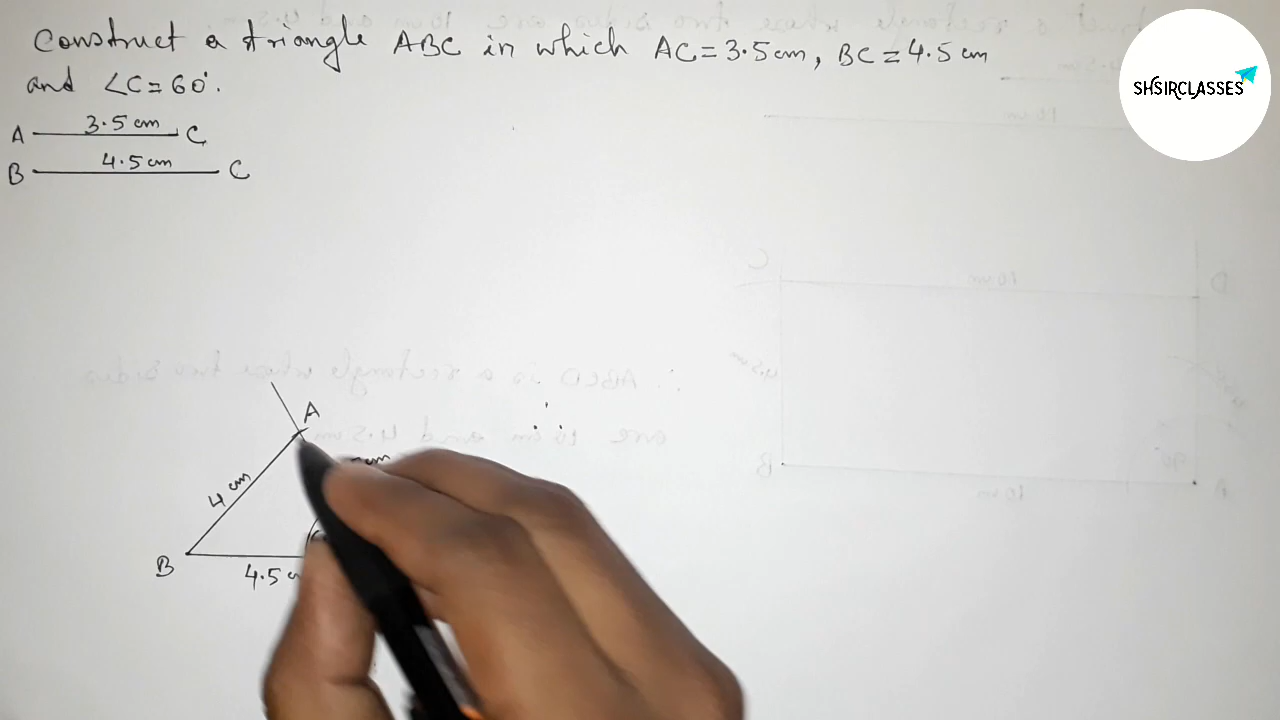 Construct a triangle ABC in which AC = 3.5 cm, BC = 4.5 cm
and ∠C = 60°.
SHSIRCLASSES
A 3.5 cm C
B 4.5 cm C
A
4 cm
B
4.5